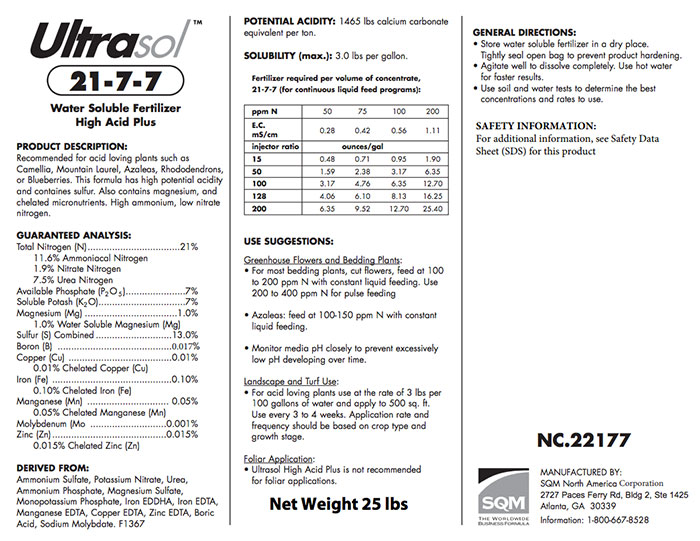 Ultrasol™
21-7-7
Water Soluble Fertilizer
High Acid Plus
PRODUCT DESCRIPTION:
Recommended for acid loving plants such as
Camellia, Mountain Laurel, Azaleas, Rhododendrons,
or Blueberries. This formula has high potential acidity
and containes sulfur. Also contains magnesium, and
chelated micronutrients. High ammonium, low nitrate
nitrogen.
GUARANTEED ANALYSIS:
Total Nitrogen (N)................................21%
11.6% Ammoniacal Nitrogen
1.9% Nitrate Nitrogen
7.5% Urea Nitrogen
Available Phosphate (P2O5)....................7%
Soluble Potash (K2O).............................7%
Magnesium (Mg) .................................1.0%
1.0% Water Soluble Magnesium (Mg)
Sulfur (S) Combined ...........................13.0%
Boron (B) .......................................0.017%
Copper (Cu) ....................................0.01%
0.01% Chelated Copper (Cu)
Iron (Fe) .........................................0.10%
0.10% Chelated Iron (Fe)
Manganese (Mn) .............................. 0.05%
0.05% Chelated Manganese (Mn)
Molybdenum (Mo ...........................0.001%
Zinc (Zn) ........................................0.015%
0.015% Chelated Zinc (Zn)
DERIVED FROM:
Ammonium Sulfate, Potassium Nitrate, Urea,
Ammonium Phosphate, Magnesium Sulfate,
Monopotassium Phosphate, Iron EDDHA, Iron EDTA,
Manganese EDTA, Copper EDTA, Zinc EDTA, Boric
Acid, Sodium Molybdate. F1367
POTENTIAL ACIDITY: 1465 lbs calcium carbonate
equivalent per ton.
SOLUBILITY (max.): 3.0 lbs per gallon.
Fertilizer required per volume of concentrate,
21-7-7 (for continuous liquid feed programs):
ppm N 50 75 100 200
E.C.
mS/cm 0.28 0.42 0.56 1.11
injector ratio ounces/gal
15 0.48 0.71 0.95 1.90
50 1.59 2.38 3.17 6.35
100 3.17 4.76 6.35 12.70
128 4.06 6.10 8.13 16.25
200 6.35 9.52 12.70 25.40
USE SUGGESTIONS:
Greenhouse Flowers and Bedding Plants:
• For most bedding plants, cut flowers, feed at 100
to 200 ppm N with constant liquid feeding. Use
200 to 400 ppm N for pulse feeding
• Azaleas: feed at 100-150 ppm N with constant
liquid feeding.
• Monitor media pH closely to prevent excessively
low pH developing over time.
Landscape and Turf Use:
• For acid loving plants use at the rate of 3 lbs per
100 gallons of water and apply to 500 sq. ft.
Use every 3 to 4 weeks. Application rate and
frequency should be based on crop type and
growth stage.
Foliar Application:
• Ultrasol High Acid Plus is not recommended
for foliar applications.
Net Weight 25 lbs
GENERAL DIRECTIONS:
• Store water soluble fertilizer in a dry place.
Tightly seal open bag to prevent product hardening.
• Agitate well to dissolve completely. Use hot water
for faster results.
• Use soil and water tests to determine the best
concentrations and rates to use.
SAFETY INFORMATION:
For additional information, see Safety Data
Sheet (SDS) for this product
NC.22177
SQM
THE WORLDWIDE
BUSINESS FORMULA
MANUFACTURED BY:
SQM North America Corporation
2727 Paces Ferry Rd, Bldg 2, Ste 1425
Atlanta, GA 30339
Information: 1-800-667-8528